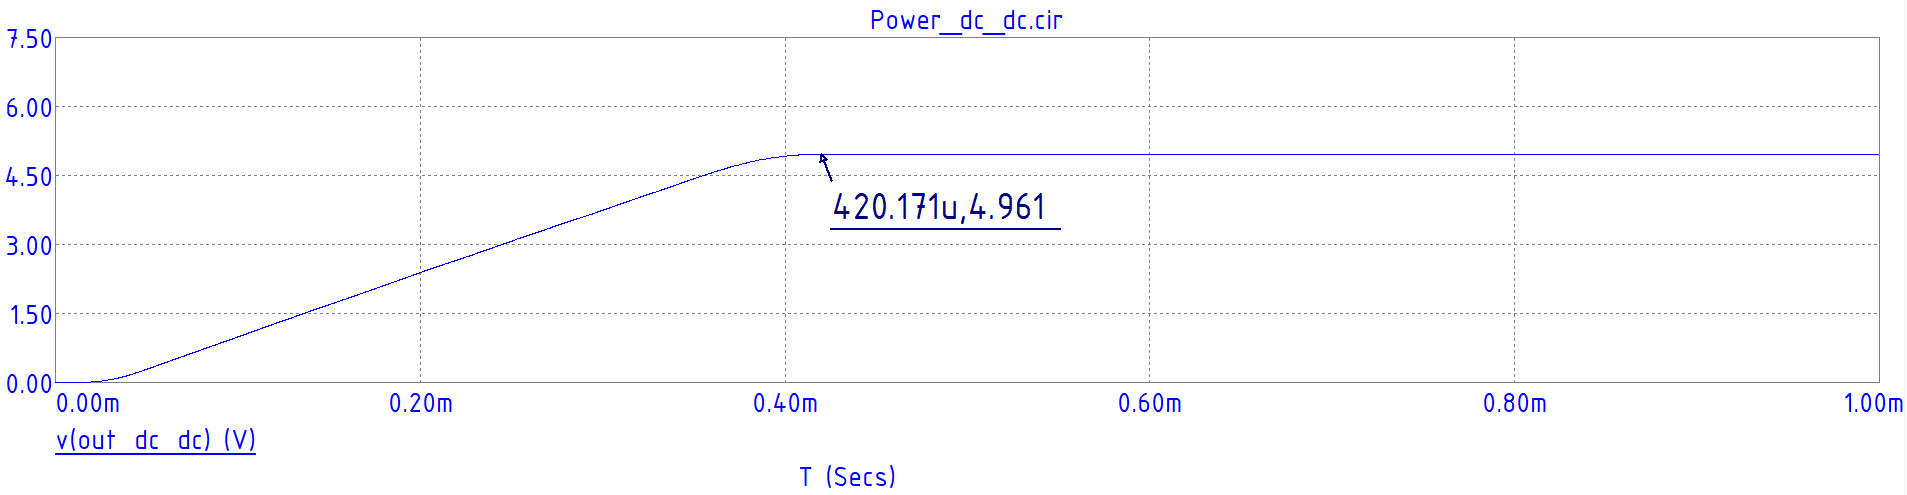 Power_dc_dc.cir
7.50
6.00
4.50
3.00
1.50
0.00
420.171u,4.961
0.00m 0.20m 0.40m 0.60m 0.80m 1.00m
v(out_dc_dc) (V)
T (Secs)